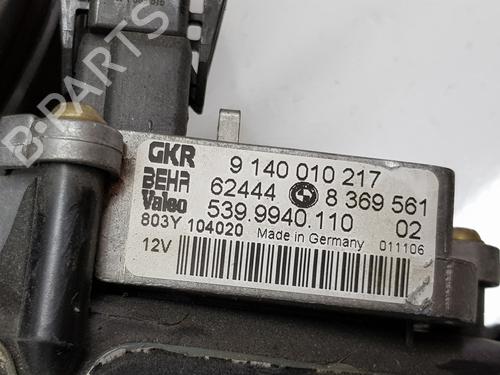 B-PARTS
GKR 9 140 010 217
BEHR 62444 8 369 561
Valeo 539.9940.110 02
803Y 104020 Made in Germany 011106
12V